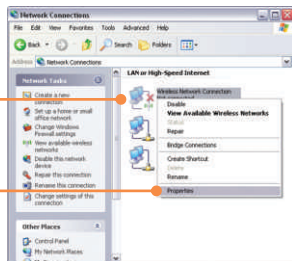 Network Connections
File Edit View Favorites Tools Advanced Help
Back Search Folders
Address Network Connections
Network Tasks
Create a new connection
Set up a home or small office network
Change Windows Firewall settings
View available wireless networks
Disable this network device
Repair this connection
Rename this connection
Change settings of this connection
Other Places
Control Panel
My Network Places
LAN or High-Speed Internet
Wireless Network Connection
Not connected
Disable
View Available Wireless Networks
Status
Repair
Bridge Connections
Create Shortcut
Delete
Rename
Properties